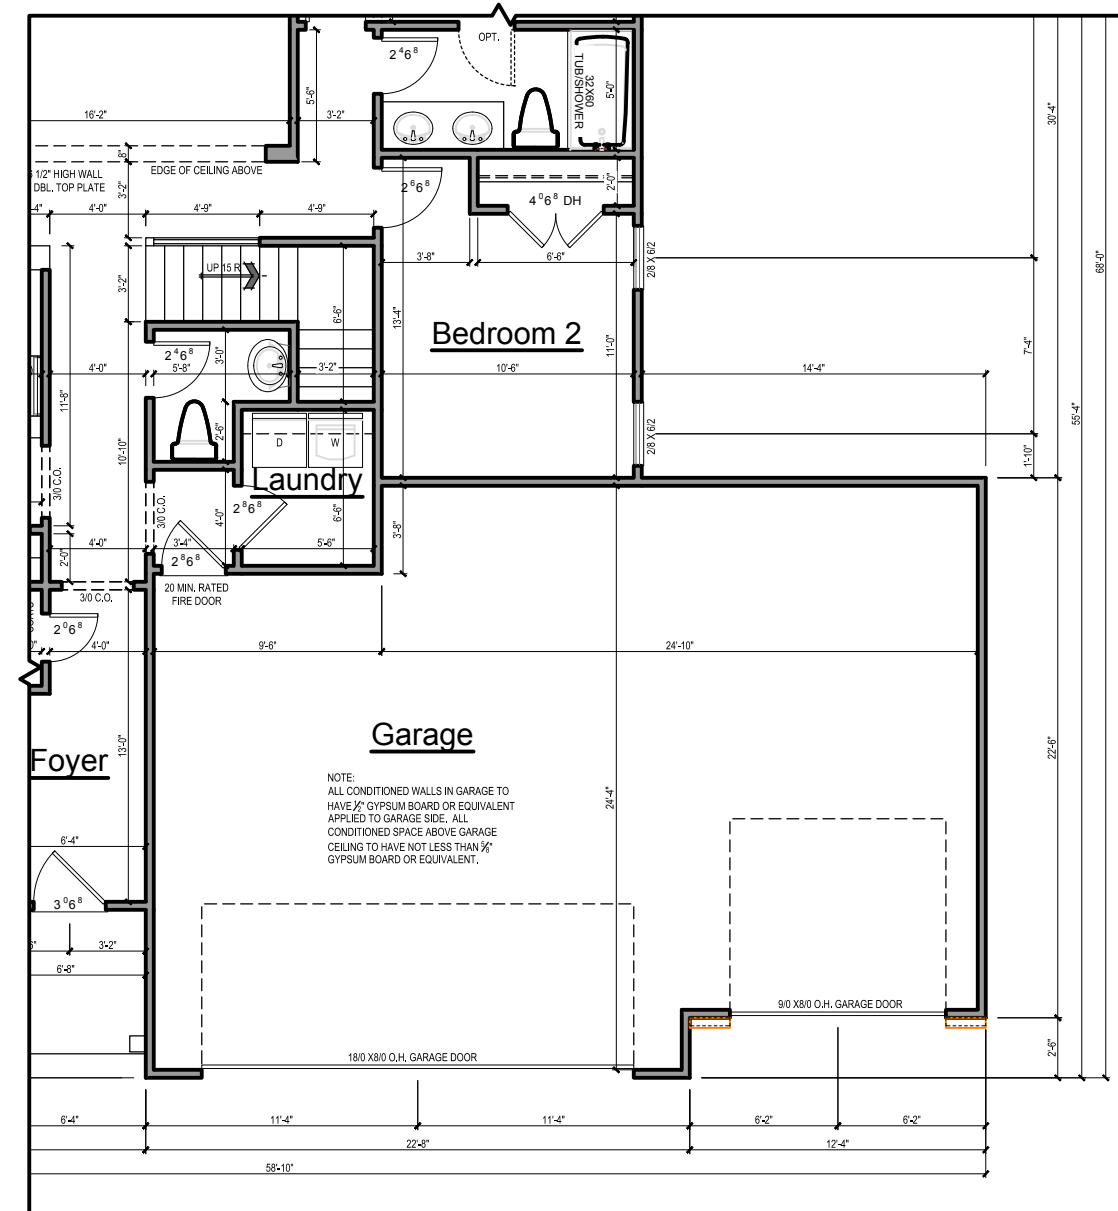 OPT.
2468
5'-6"
32X60
TUB/SHOWER
5'-0"
30'-4"
16'-2"
3'-2"
8"
EDGE OF CEILING ABOVE
1/2" HIGH WALL
DBL. TOP PLATE
3'-2"
2668
2'-0"
4068 DH
-4"
4'-0"
4'-9"
4'-9"
3'-8"
6'-6"
2/8 X 6/2
68'-0"
UP 15 R
3'-2"
6'-6"
13'-4"
Bedroom 2
11'-0"
7'-4"
2468
3'-0"
4'-0"
5'-8"
3'-2"
10'-6"
14'-4"
11'-8"
2'-6"
55'-4"
10'-10"
D
W
2/8 X 6/2
1'-10"
3/0 C.O.
Laundry
3/0 C.O.
4'-0"
2868
6'-6"
3'-8"
4'-0"
3'-4"
5'-6"
2'-0"
2868
20 MIN. RATED
FIRE DOOR
3/0 C.O.
2068
4'-0"
9'-6"
24'-10"
Garage
Foyer
13'-0"
22'-6"
24'-4"
NOTE:
ALL CONDITIONED WALLS IN GARAGE TO
HAVE ½" GYPSUM BOARD OR EQUIVALENT
APPLIED TO GARAGE SIDE. ALL
CONDITIONED SPACE ABOVE GARAGE
CEILING TO HAVE NOT LESS THAN ⅝"
GYPSUM BOARD OR EQUIVALENT.
6'-4"
3068
3'-2"
6'-8"
9/0 X8/0 O.H. GARAGE DOOR
18/0 X8/0 O.H. GARAGE DOOR
2'-6"
6'-4"
11'-4"
11'-4"
6'-2"
6'-2"
22'-8"
12'-4"
58'-10"